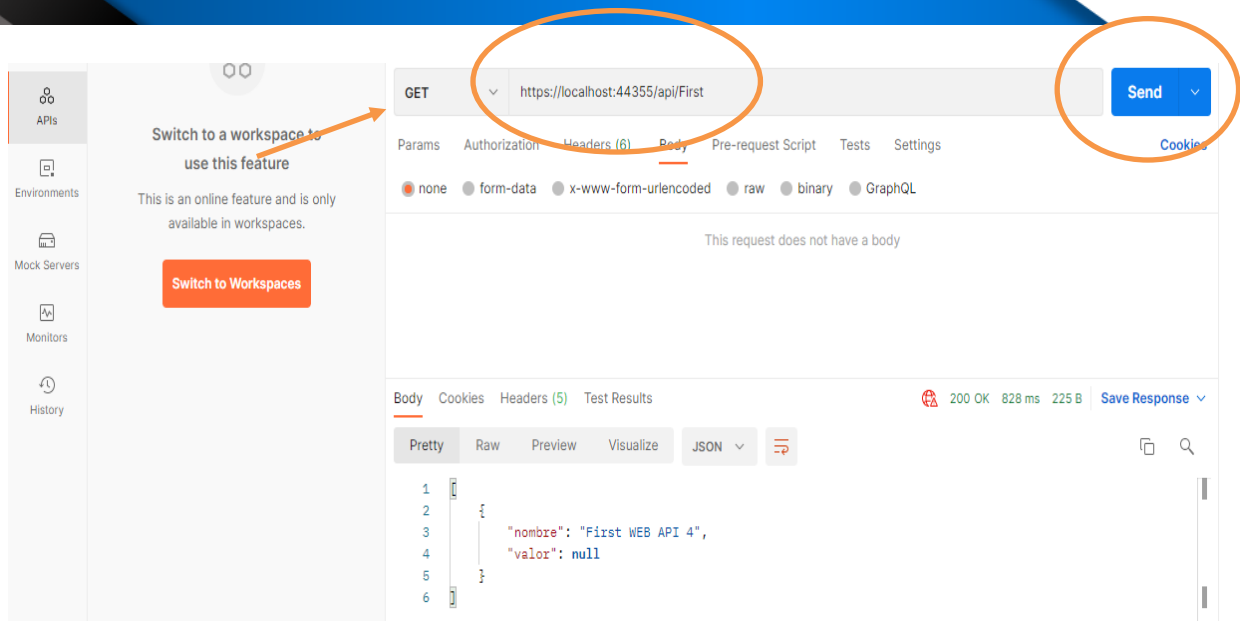 APIs
Environments
Mock Servers
Monitors
History
Switch to a workspace to
use this feature
This is an online feature and is only
available in workspaces.
Switch to Workspaces
GET https://localhost:44355/api/First Send
Params Authorization Headers (6) Body Pre-request Script Tests Settings Cookies
none form-data x-www-form-urlencoded raw binary GraphQL
This request does not have a body
Body Cookies Headers (5) Test Results 200 OK 828 ms 225 B Save Response
Pretty Raw Preview Visualize JSON
1 [
2 {
3 "nombre": "First WEB API 4",
4 "valor": null
5 }
6 ]